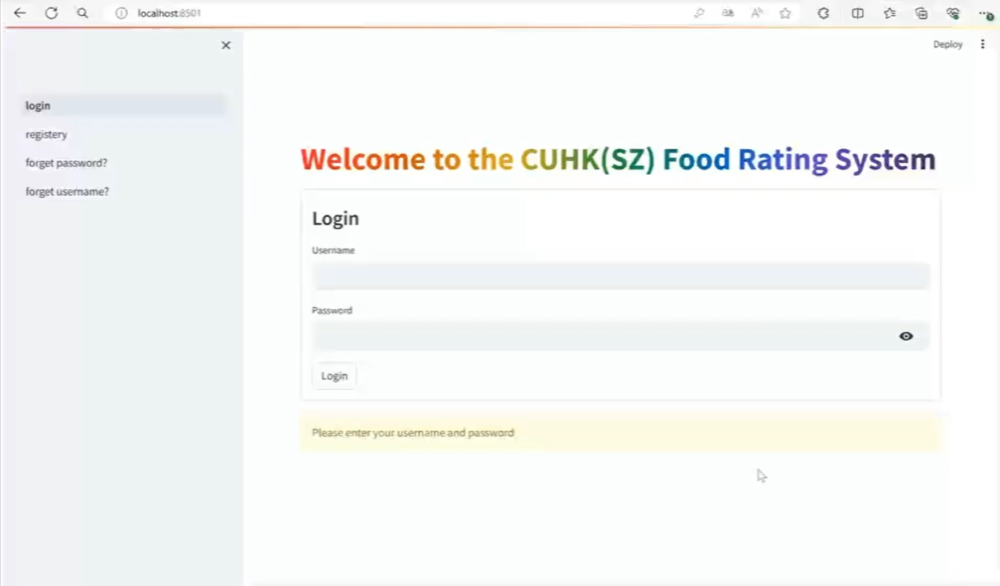 localhost:8501
Deploy
login
registery
forget password?
forget username?
Welcome to the CUHK(SZ) Food Rating System
Login
Username
Password
Login
Please enter your username and password